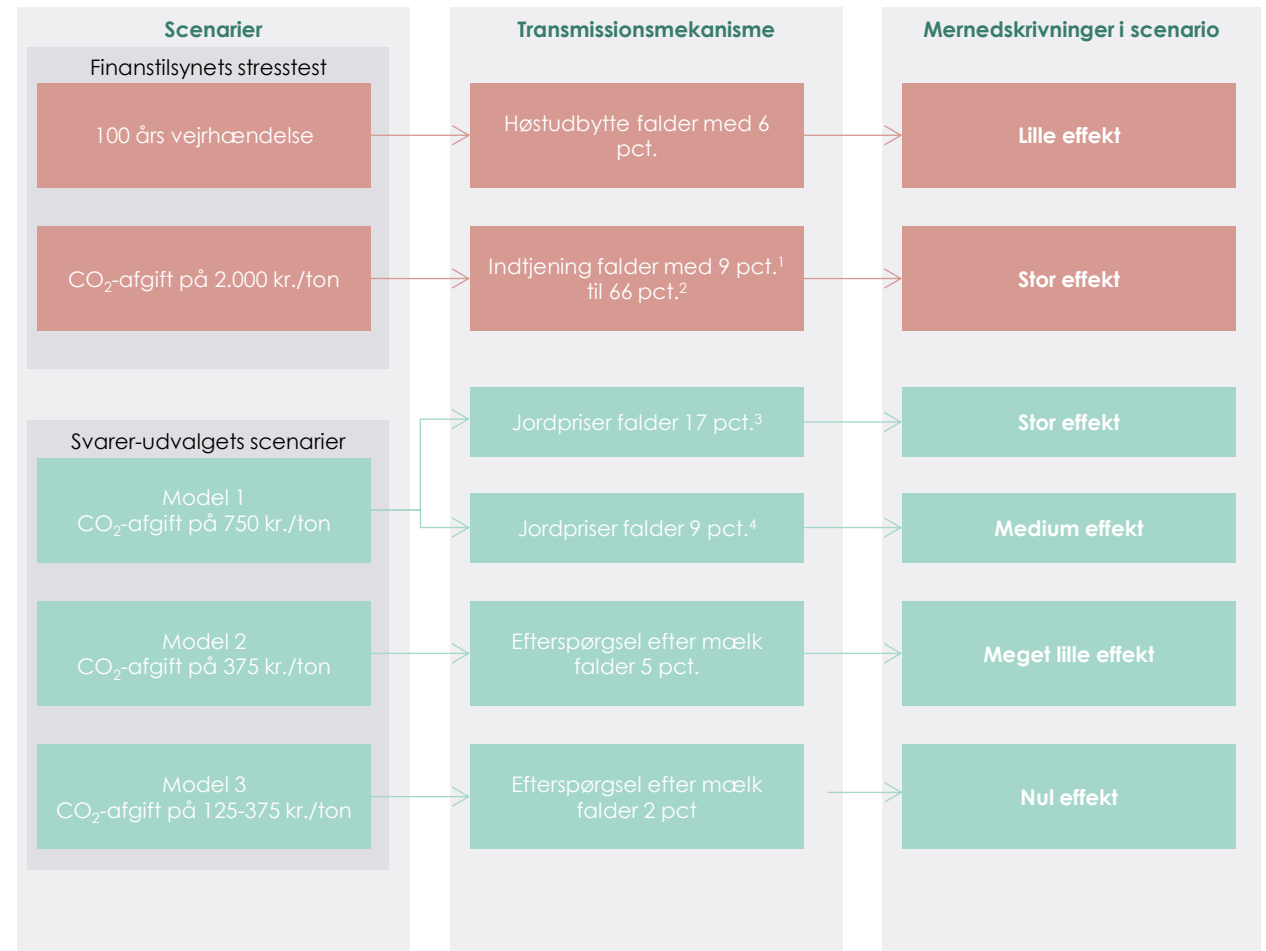 Scenarier
Transmissionsmekanisme
Mernedskrivninger i scenario
Finanstilsynets stresstest
100 års vejrhændelse
Høstudbytte falder med 6
pct.
Lille effekt
CO₂-afgift på 2.000 kr./ton
Indtjening falder med 9 pct.¹
til 66 pct.²
Stor effekt
Svarer-udvalgets scenarier
Model 1
CO₂-afgift på 750 kr./ton
Jordpriser falder 17 pct.³
Stor effekt
Jordpriser falder 9 pct.⁴
Medium effekt
Model 2
CO₂-afgift på 375 kr./ton
Efterspørgsel efter mælk
falder 5 pct.
Meget lille effekt
Model 3
CO₂-afgift på 125-375 kr./ton
Efterspørgsel efter mælk
falder 2 pct
Nul effekt